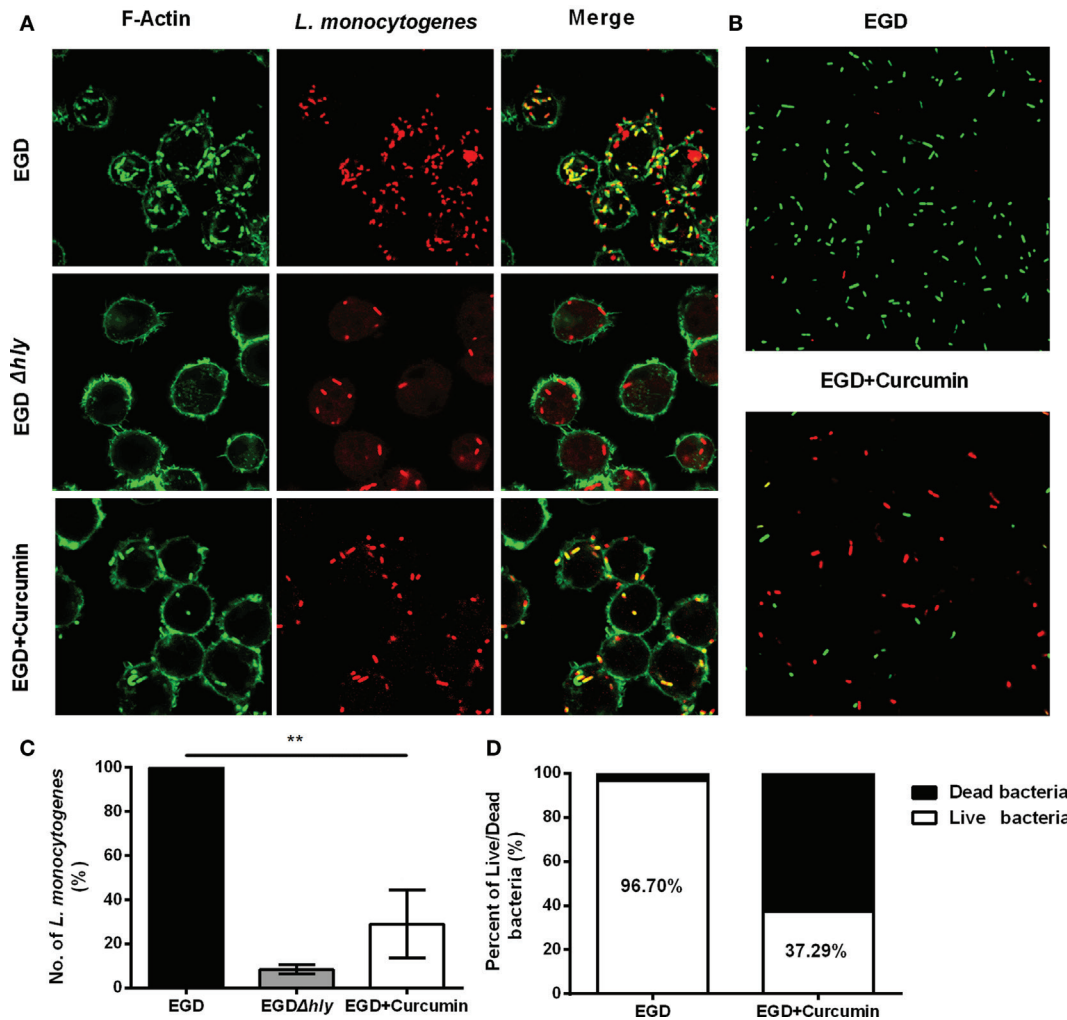 A
F-Actin
L. monocytogenes
Merge
B
EGD
EGD
EGD Δhly
EGD+Curcumin
EGD+Curcumin
C
**
No. of L. monocytogenes
(%)
100
80
60
40
20
0
EGD
EGDΔhly
EGD+Curcumin
D
Percent of Live/Dead
bacteria (%)
100
80
60
40
20
0
96.70%
37.29%
EGD
EGD+Curcumin
Dead bacteria
Live bacteria